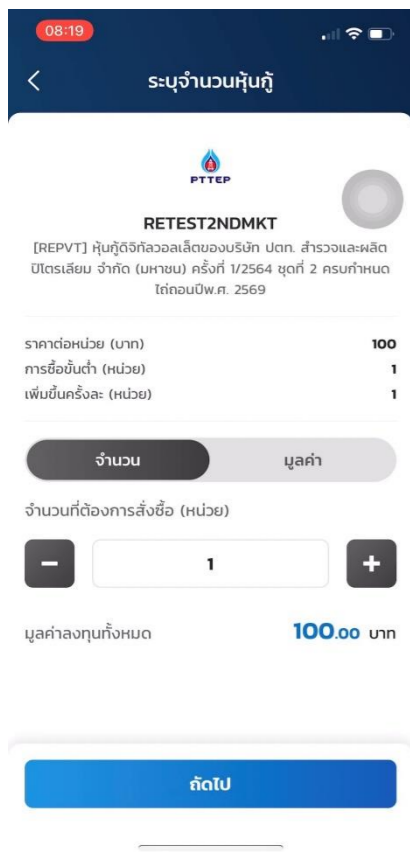 08:19
ระบุจำนวนหุ้นกู้
PTTEP
RETEST2NDMKT
[REPVT] หุ้นกู้ดิจิทัลวอลเล็ตของบริษัท ปตท. สำรวจและผลิต
ปิโตรเลียม จำกัด (มหาชน) ครั้งที่ 1/2564 ชุดที่ 2 ครบกำหนด
ไถ่ถอนปีพ.ศ. 2569
ราคาต่อหน่วย (บาท) 100
การซื้อขั้นต่ำ (หน่วย) 1
เพิ่มขึ้นครั้งละ (หน่วย) 1
จำนวน มูลค่า
จำนวนที่ต้องการสั่งซื้อ (หน่วย)
− 1 +
มูลค่าลงทุนทั้งหมด 100.00 บาท
ถัดไป